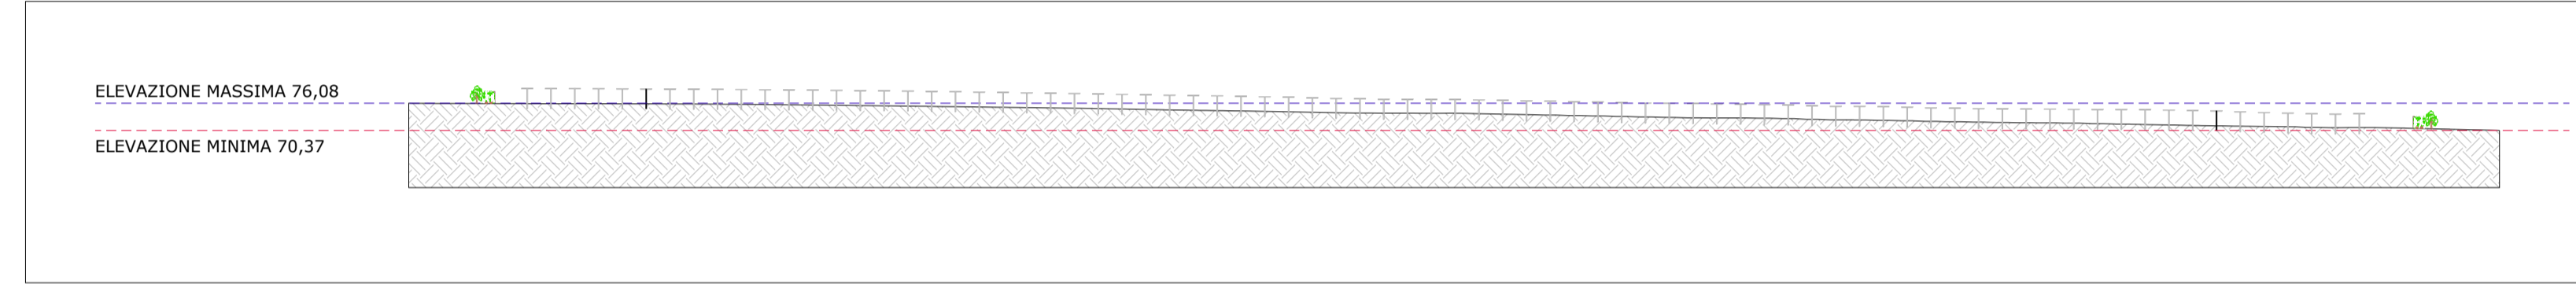 ELEVAZIONE MASSIMA 76,08
ELEVAZIONE MINIMA 70,37